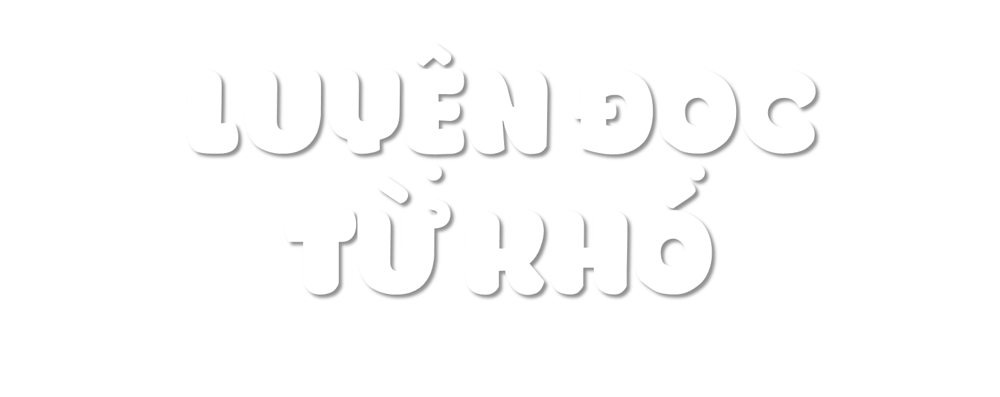 LUYỆN ĐỌC
TỪ KHÓ